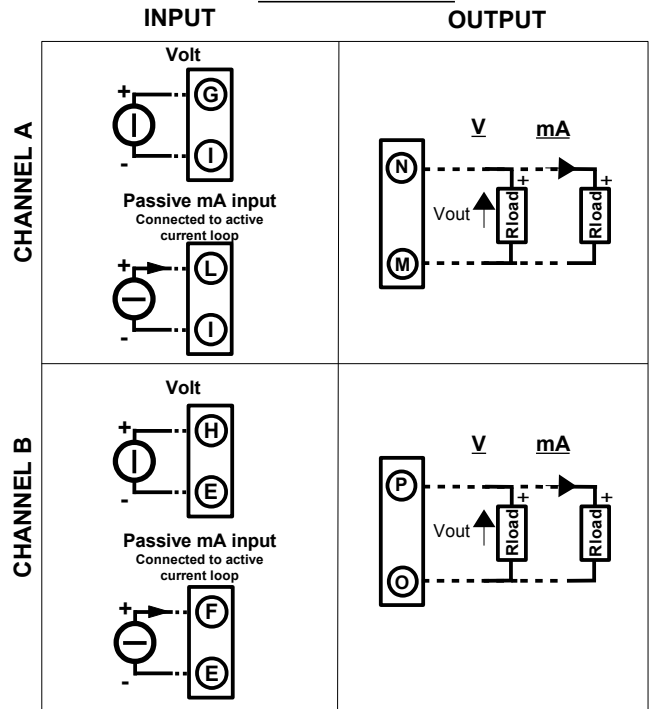 INPUT
OUTPUT
CHANNEL A
Volt
+
G
-
I
Passive mA input
Connected to active
current loop
+
L
-
I
V mA
N
+ +
Vout
Rload
Rload
M
CHANNEL B
Volt
+
H
-
E
Passive mA input
Connected to active
current loop
+
F
-
E
V mA
P
+ +
Vout
Rload
Rload
O